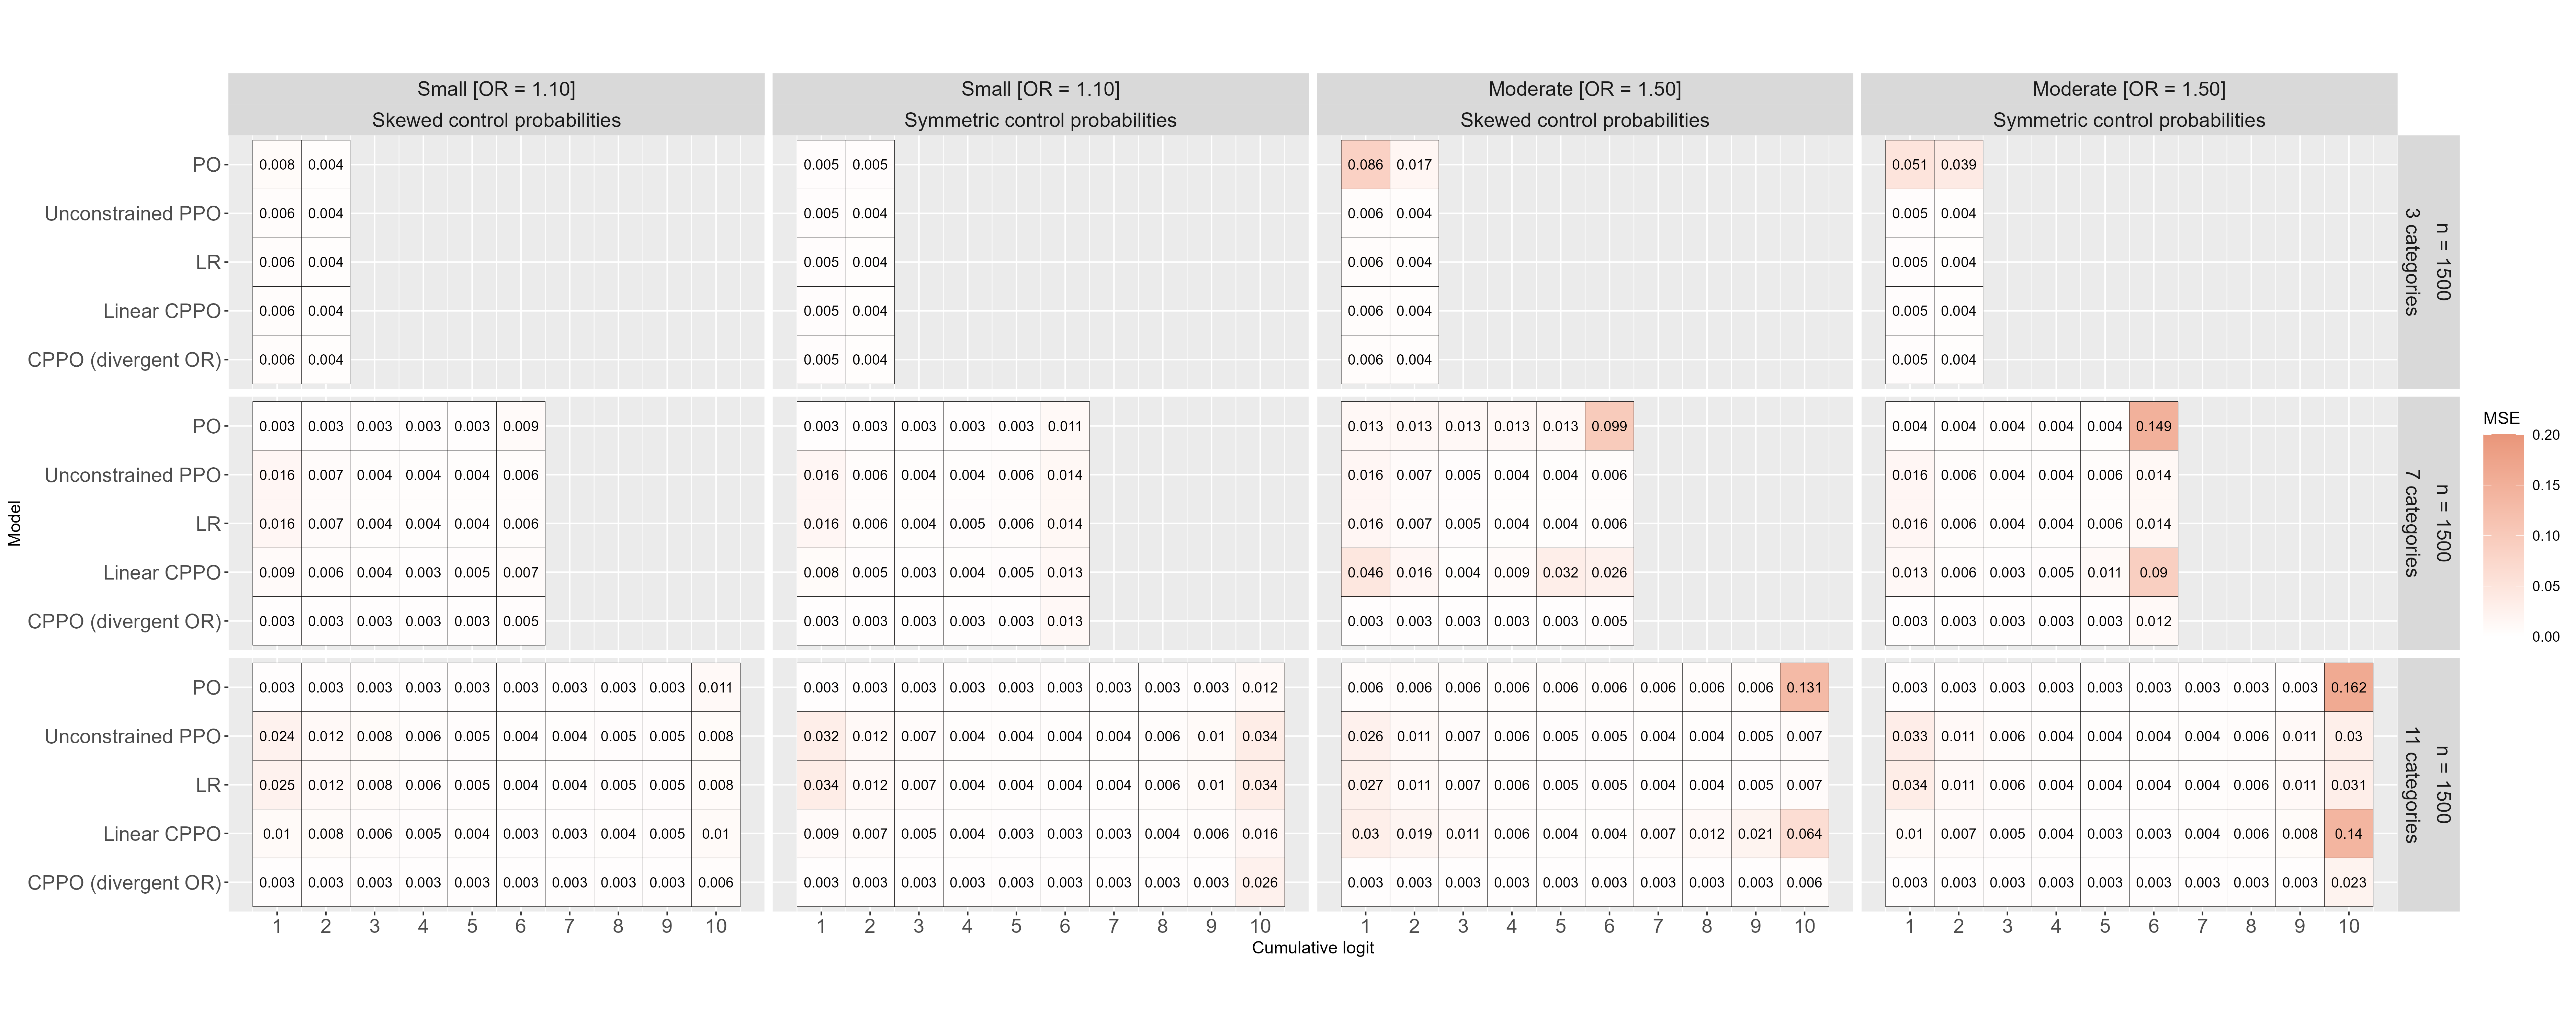 Small [OR = 1.10] Small [OR = 1.10] Moderate [OR = 1.50] Moderate [OR = 1.50]
Skewed control probabilities Symmetric control probabilities Skewed control probabilities Symmetric control probabilities
PO 0.008 0.004 0.005 0.005 0.086 0.017 0.051 0.039
Unconstrained PPO 0.006 0.004 0.005 0.004 0.006 0.004 0.005 0.004
LR 0.006 0.004 0.005 0.004 0.006 0.004 0.005 0.004
Linear CPPO 0.006 0.004 0.005 0.004 0.006 0.004 0.005 0.004
CPPO (divergent OR) 0.006 0.004 0.005 0.004 0.006 0.004 0.005 0.004
n = 1500
3 categories
PO 0.003 0.003 0.003 0.003 0.003 0.009 0.003 0.003 0.003 0.003 0.003 0.011 0.013 0.013 0.013 0.013 0.013 0.099 0.004 0.004 0.004 0.004 0.004 0.149
Unconstrained PPO 0.016 0.007 0.004 0.004 0.004 0.006 0.016 0.006 0.004 0.004 0.006 0.014 0.016 0.007 0.005 0.004 0.004 0.006 0.016 0.006 0.004 0.004 0.006 0.014
LR 0.016 0.007 0.004 0.004 0.004 0.006 0.016 0.006 0.004 0.005 0.006 0.014 0.016 0.007 0.005 0.004 0.004 0.006 0.016 0.006 0.004 0.004 0.006 0.014
Linear CPPO 0.009 0.006 0.004 0.003 0.005 0.007 0.008 0.005 0.003 0.004 0.005 0.013 0.046 0.016 0.004 0.009 0.032 0.026 0.013 0.006 0.003 0.005 0.011 0.09
CPPO (divergent OR) 0.003 0.003 0.003 0.003 0.003 0.005 0.003 0.003 0.003 0.003 0.003 0.013 0.003 0.003 0.003 0.003 0.003 0.005 0.003 0.003 0.003 0.003 0.003 0.012
n = 1500
7 categories
PO 0.003 0.003 0.003 0.003 0.003 0.003 0.003 0.003 0.003 0.011 0.003 0.003 0.003 0.003 0.003 0.003 0.003 0.003 0.003 0.012 0.006 0.006 0.006 0.006 0.006 0.006 0.006 0.006 0.006 0.131 0.003 0.003 0.003 0.003 0.003 0.003 0.003 0.003 0.003 0.162
Unconstrained PPO 0.024 0.012 0.008 0.006 0.005 0.004 0.004 0.005 0.005 0.008 0.032 0.012 0.007 0.004 0.004 0.004 0.004 0.006 0.01 0.034 0.026 0.011 0.007 0.006 0.005 0.005 0.004 0.004 0.005 0.007 0.033 0.011 0.006 0.004 0.004 0.004 0.004 0.006 0.011 0.03
LR 0.025 0.012 0.008 0.006 0.005 0.004 0.004 0.005 0.005 0.008 0.034 0.012 0.007 0.004 0.004 0.004 0.004 0.006 0.01 0.034 0.027 0.011 0.007 0.006 0.005 0.005 0.004 0.004 0.005 0.007 0.034 0.011 0.006 0.004 0.004 0.004 0.004 0.006 0.011 0.031
Linear CPPO 0.01 0.008 0.006 0.005 0.004 0.003 0.003 0.004 0.005 0.01 0.009 0.007 0.005 0.004 0.003 0.003 0.003 0.004 0.006 0.016 0.03 0.019 0.011 0.006 0.004 0.004 0.007 0.012 0.021 0.064 0.01 0.007 0.005 0.004 0.003 0.003 0.004 0.006 0.008 0.14
CPPO (divergent OR) 0.003 0.003 0.003 0.003 0.003 0.003 0.003 0.003 0.003 0.006 0.003 0.003 0.003 0.003 0.003 0.003 0.003 0.003 0.003 0.026 0.003 0.003 0.003 0.003 0.003 0.003 0.003 0.003 0.003 0.006 0.003 0.003 0.003 0.003 0.003 0.003 0.003 0.003 0.003 0.023
n = 1500
11 categories
1 2 3 4 5 6 7 8 9 10 1 2 3 4 5 6 7 8 9 10 1 2 3 4 5 6 7 8 9 10 1 2 3 4 5 6 7 8 9 10
Cumulative logit
Model
MSE
0.20
0.15
0.10
0.05
0.00